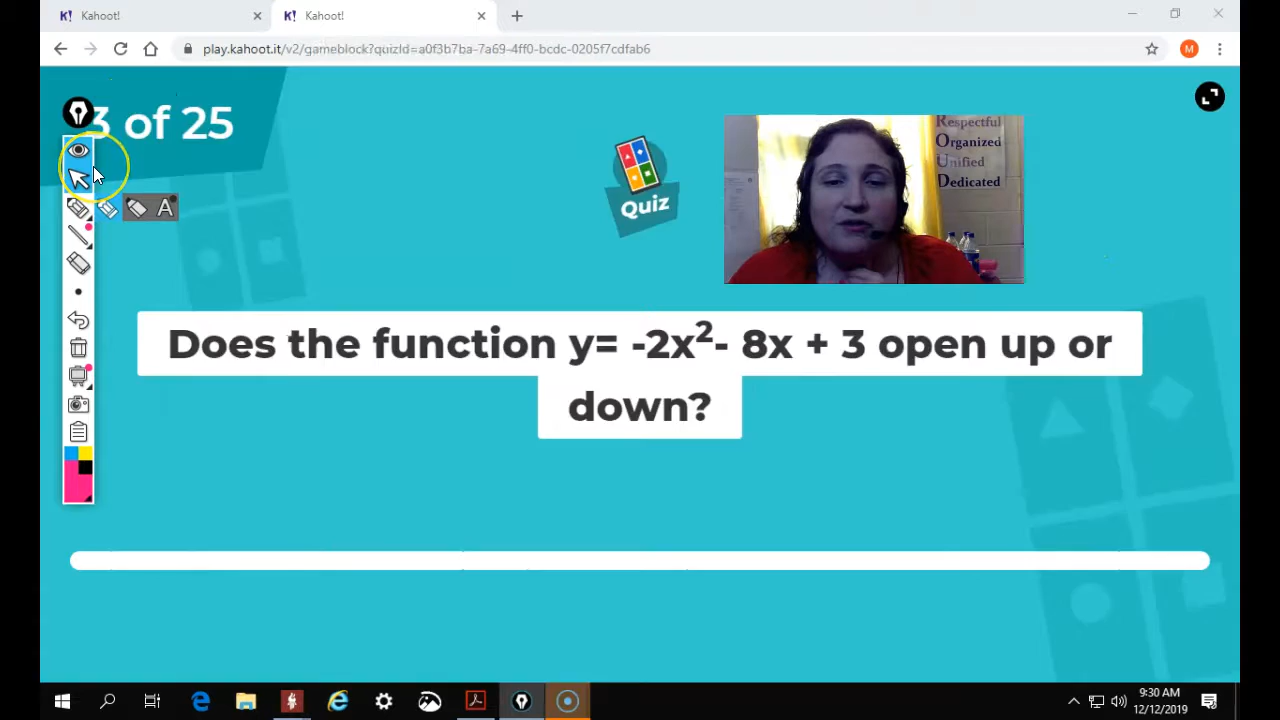 K! Kahoot!
K! Kahoot!
play.kahoot.it/v2/gameblock?quizId=a0f3b7ba-7a69-4ff0-bcdc-0205f7cdfab6
M
3 of 25
A
Quiz
Respectful
Organized
Unified
Dedicated
Does the function y= -2x²- 8x + 3 open up or
down?
9:30 AM
12/12/2019